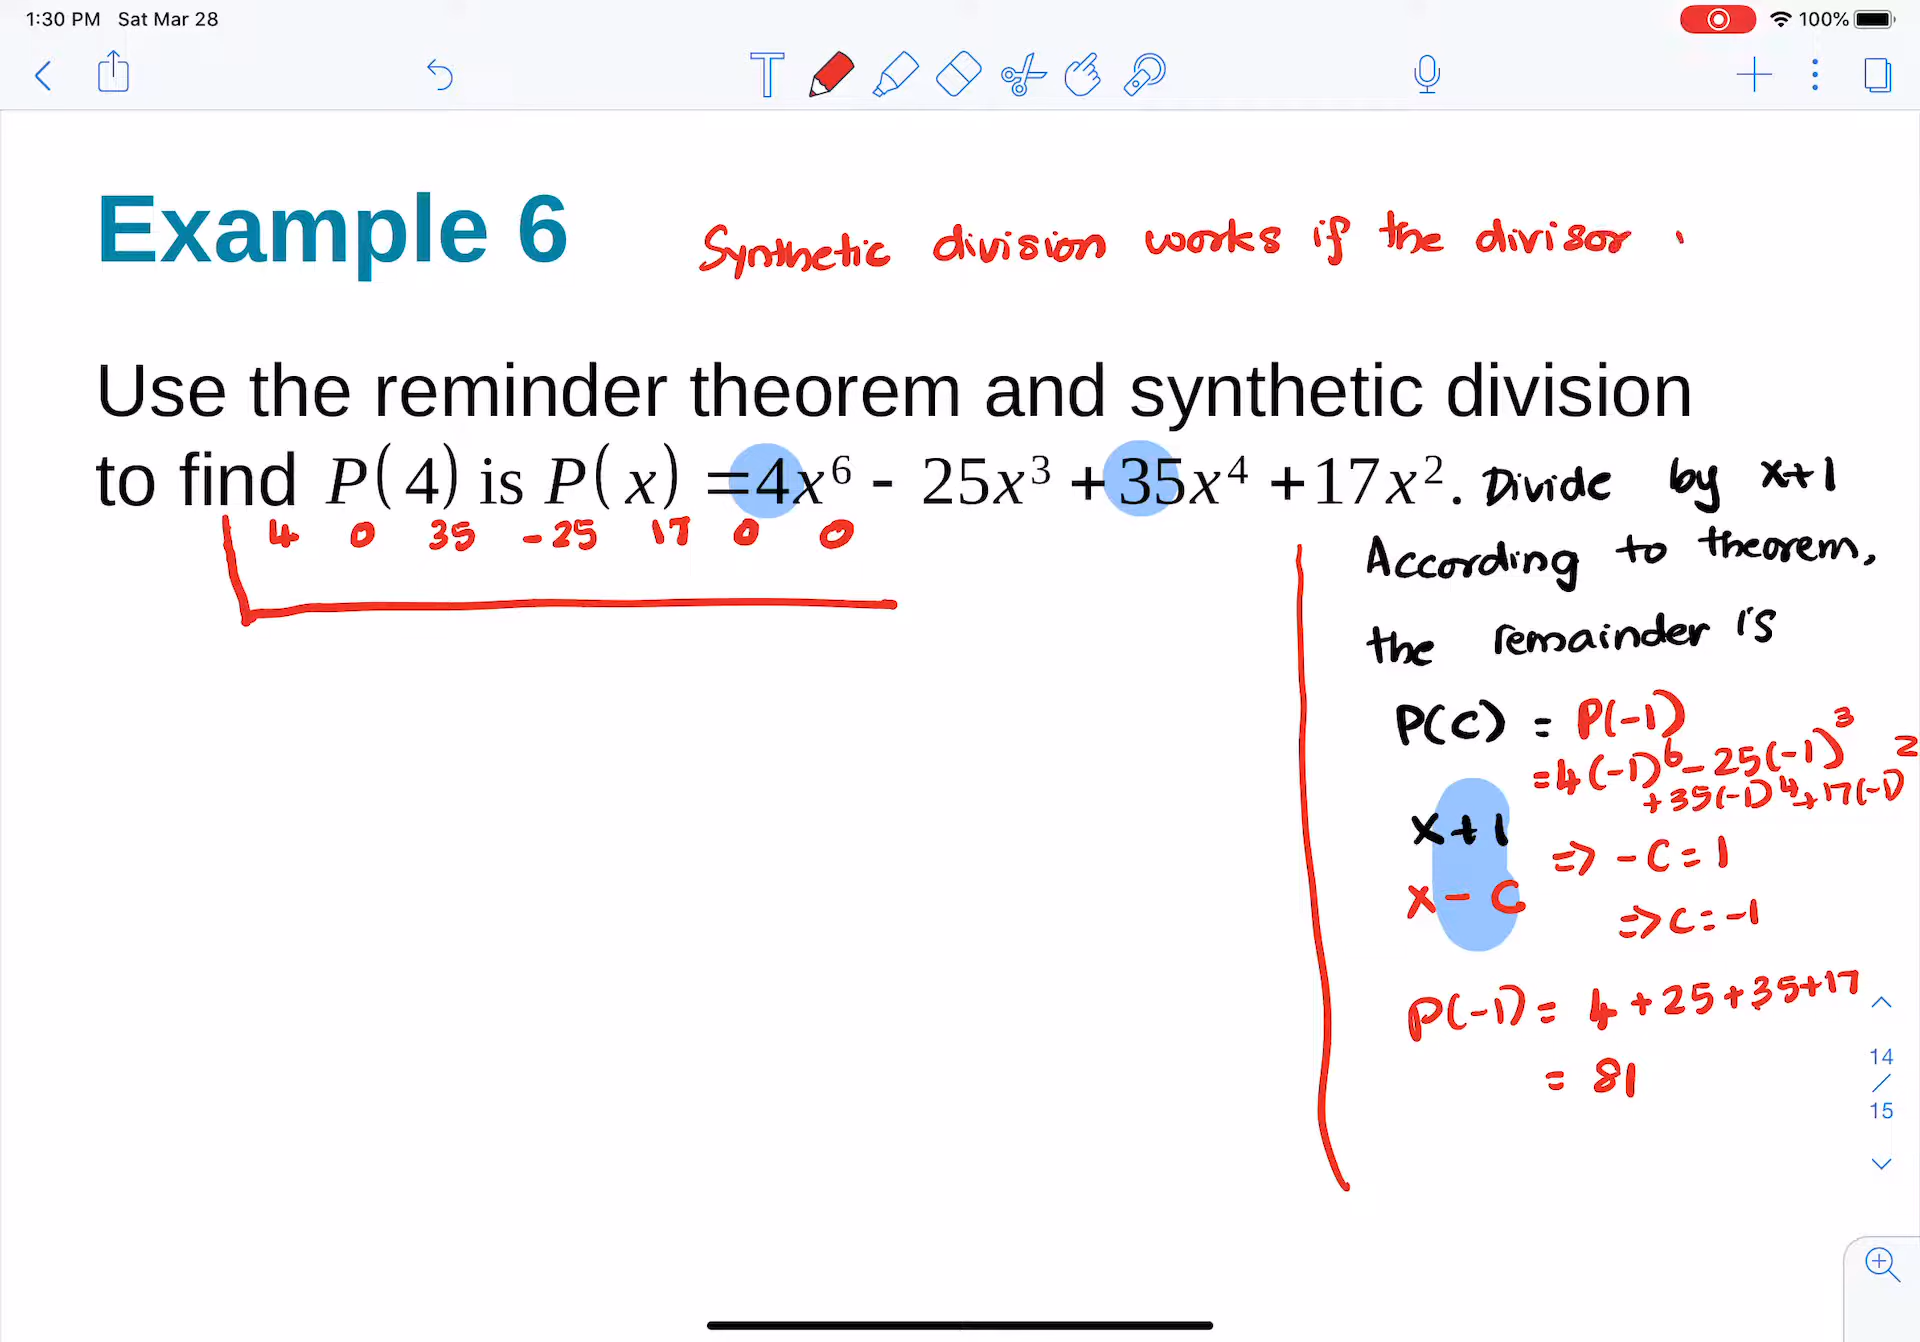 1:30 PM Sat Mar 28
100%
Example 6
Synthetic division works if the divisor
Use the reminder theorem and synthetic division
to find P(4) is P(x) =4x⁶ - 25x³ +35x⁴ +17x². Divide by x+1
4 0 35 -25 17 0 0
According to theorem,
the remainder is
P(C) = P(-1)
=4(-1)⁶-25(-1)³
+35(-1)⁴+17(-1)²
x+1
=> -C=1
x-C
=> C=-1
P(-1)= 4+25+35+17
= 81
14
/
15